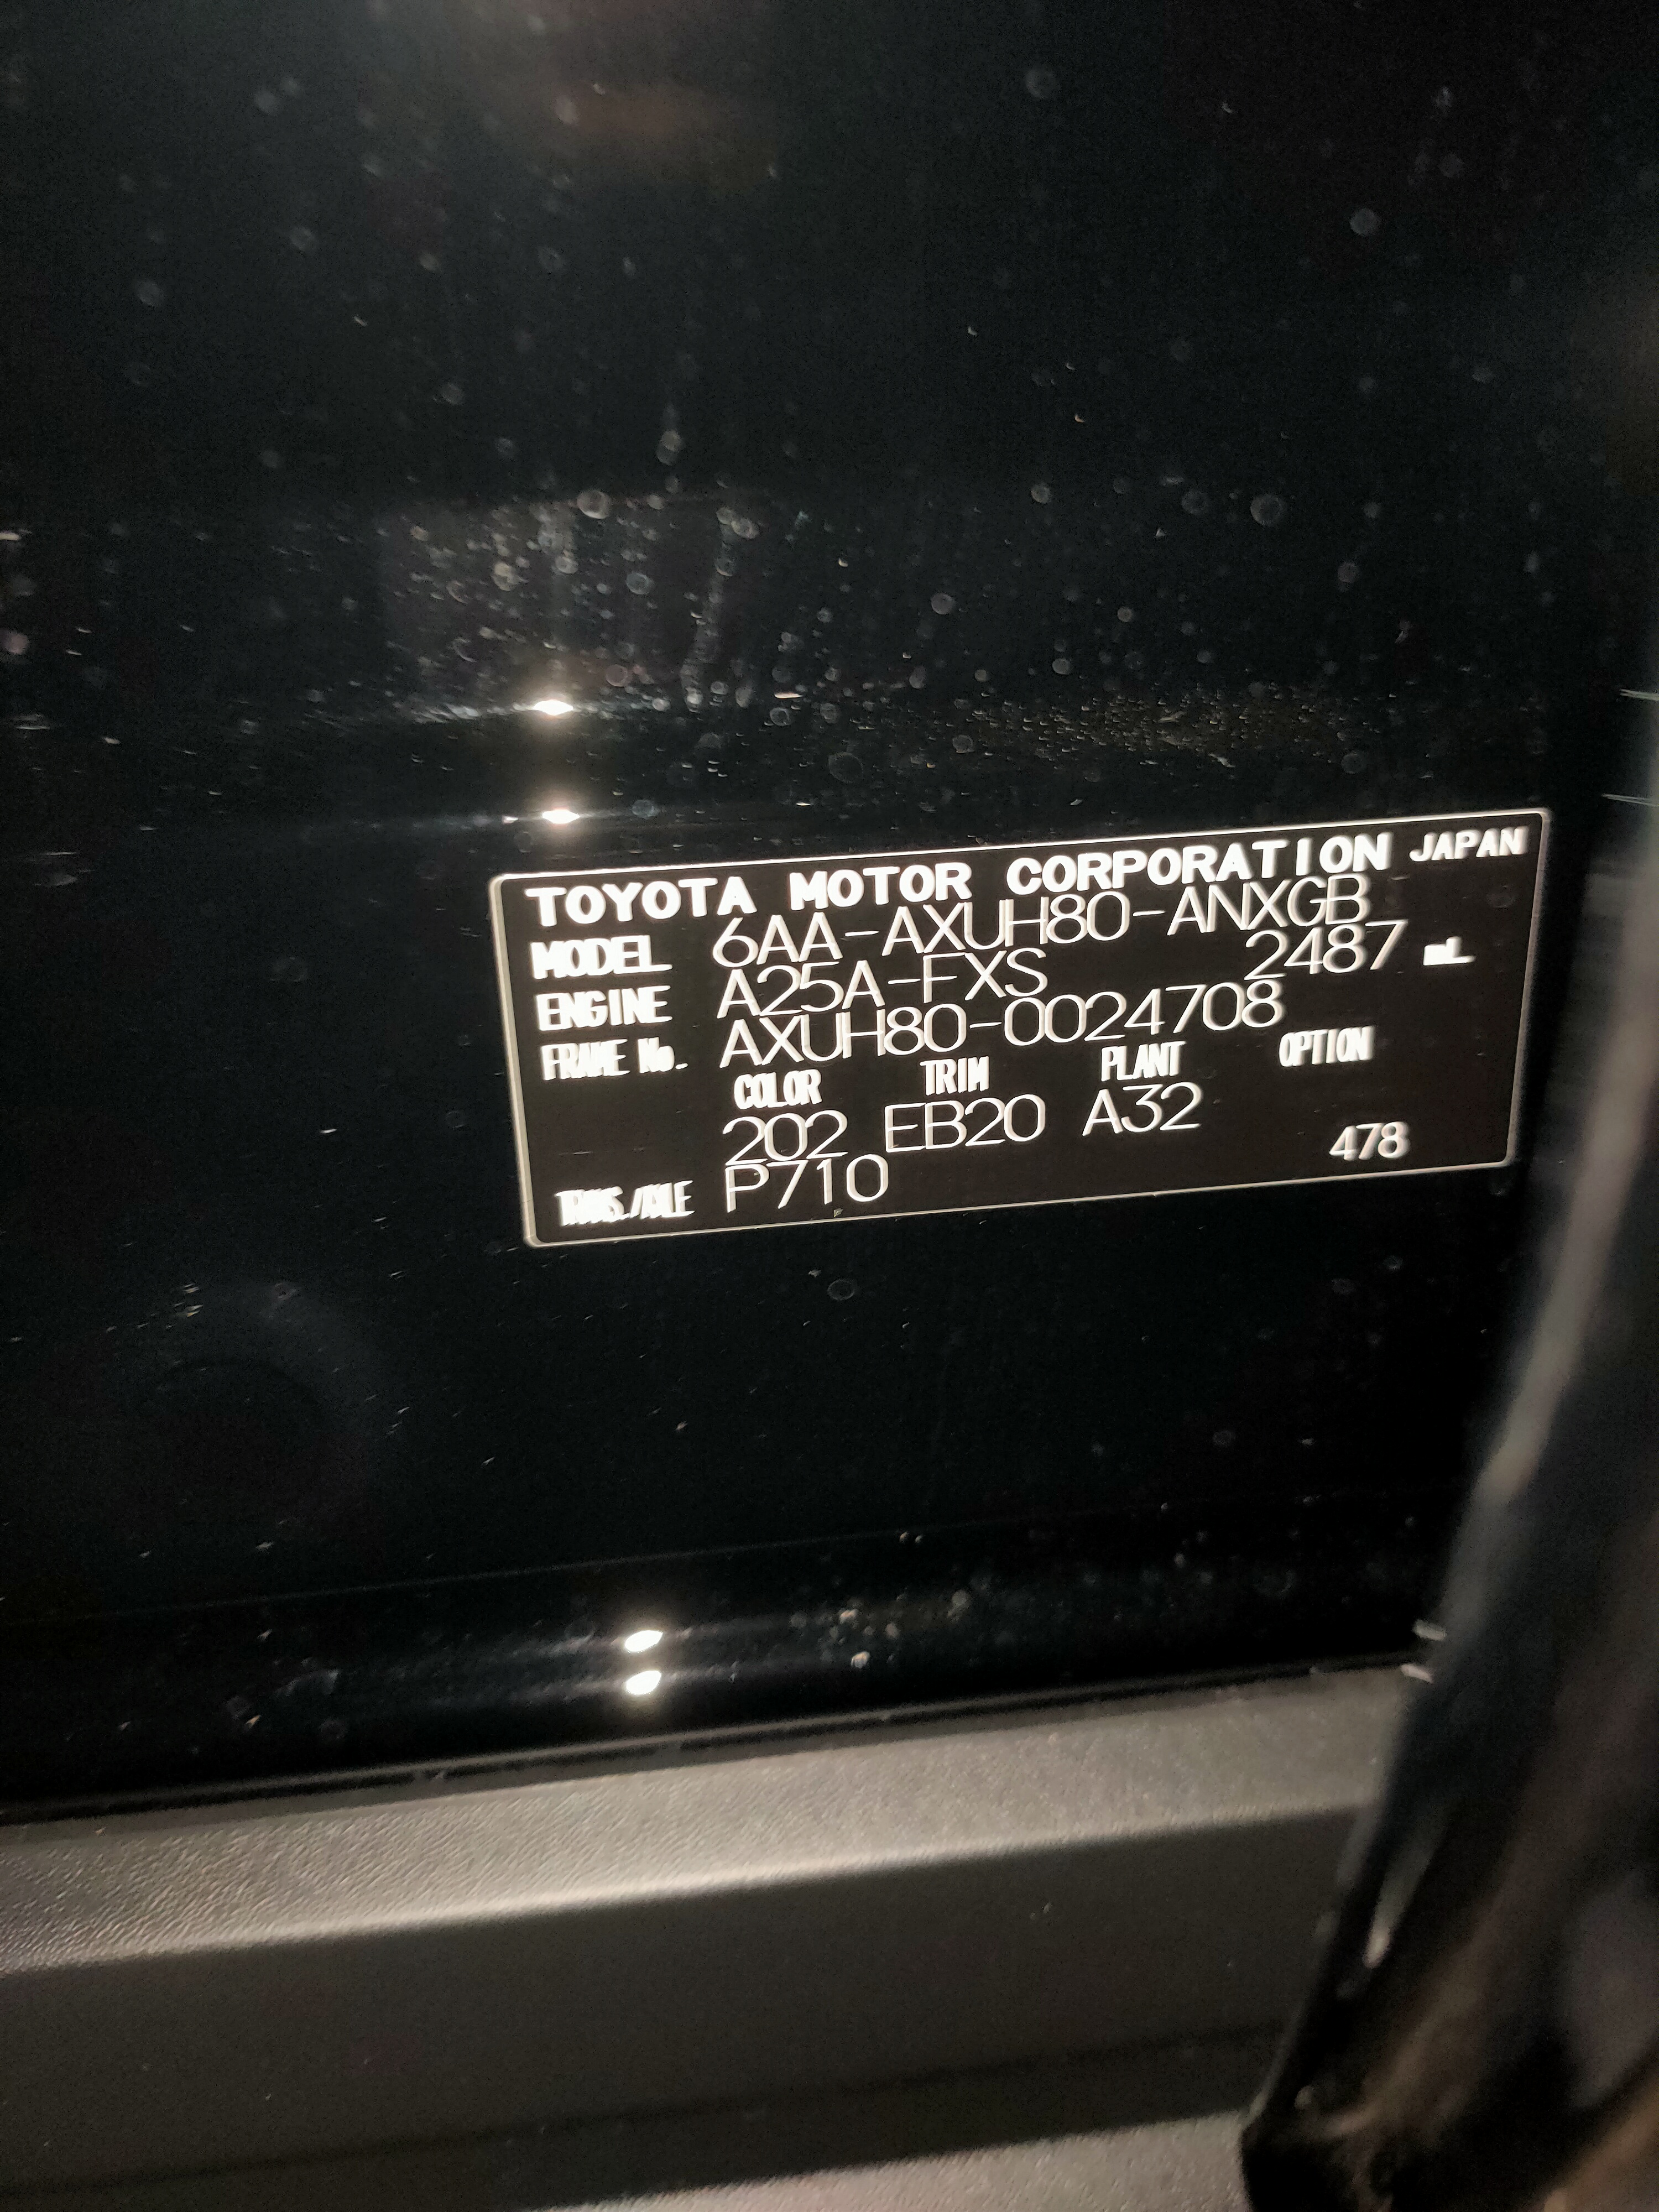 TOYOTA MOTOR CORPORATION JAPAN
MODEL 6AA-AXUH80-ANXGB
ENGINE A25A-FXS 2487 mL
FRAME No. AXUH80-0024708
COLOR TRIM PLANT OPTION
202 EB20 A32
TRANS./AXLE P710 478